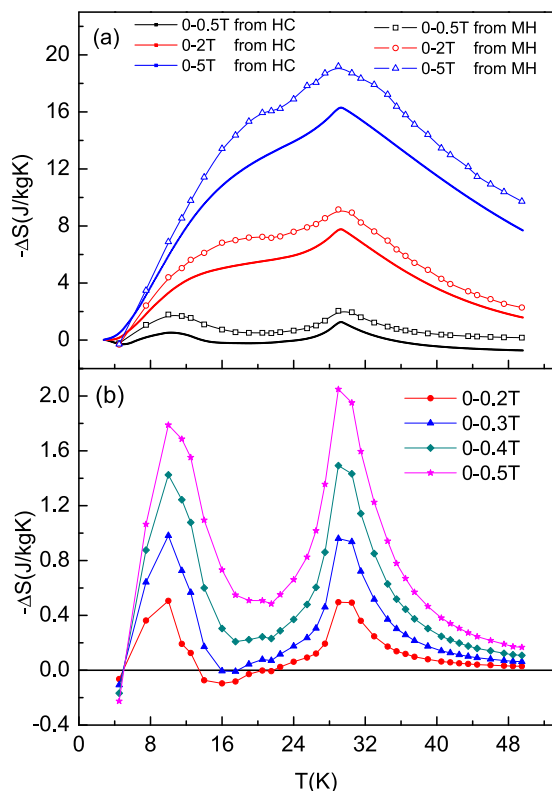 (a)
0-0.5T from HC
0-2T from HC
0-5T from HC
0-0.5T from MH
0-2T from MH
0-5T from MH
20
16
12
8
4
0
-ΔS(J/kgK)
(b)
0-0.2T
0-0.3T
0-0.4T
0-0.5T
2.0
1.6
1.2
0.8
0.4
0.0
-0.4
-ΔS(J/kgK)
0 8 16 24 32 40 48
T(K)